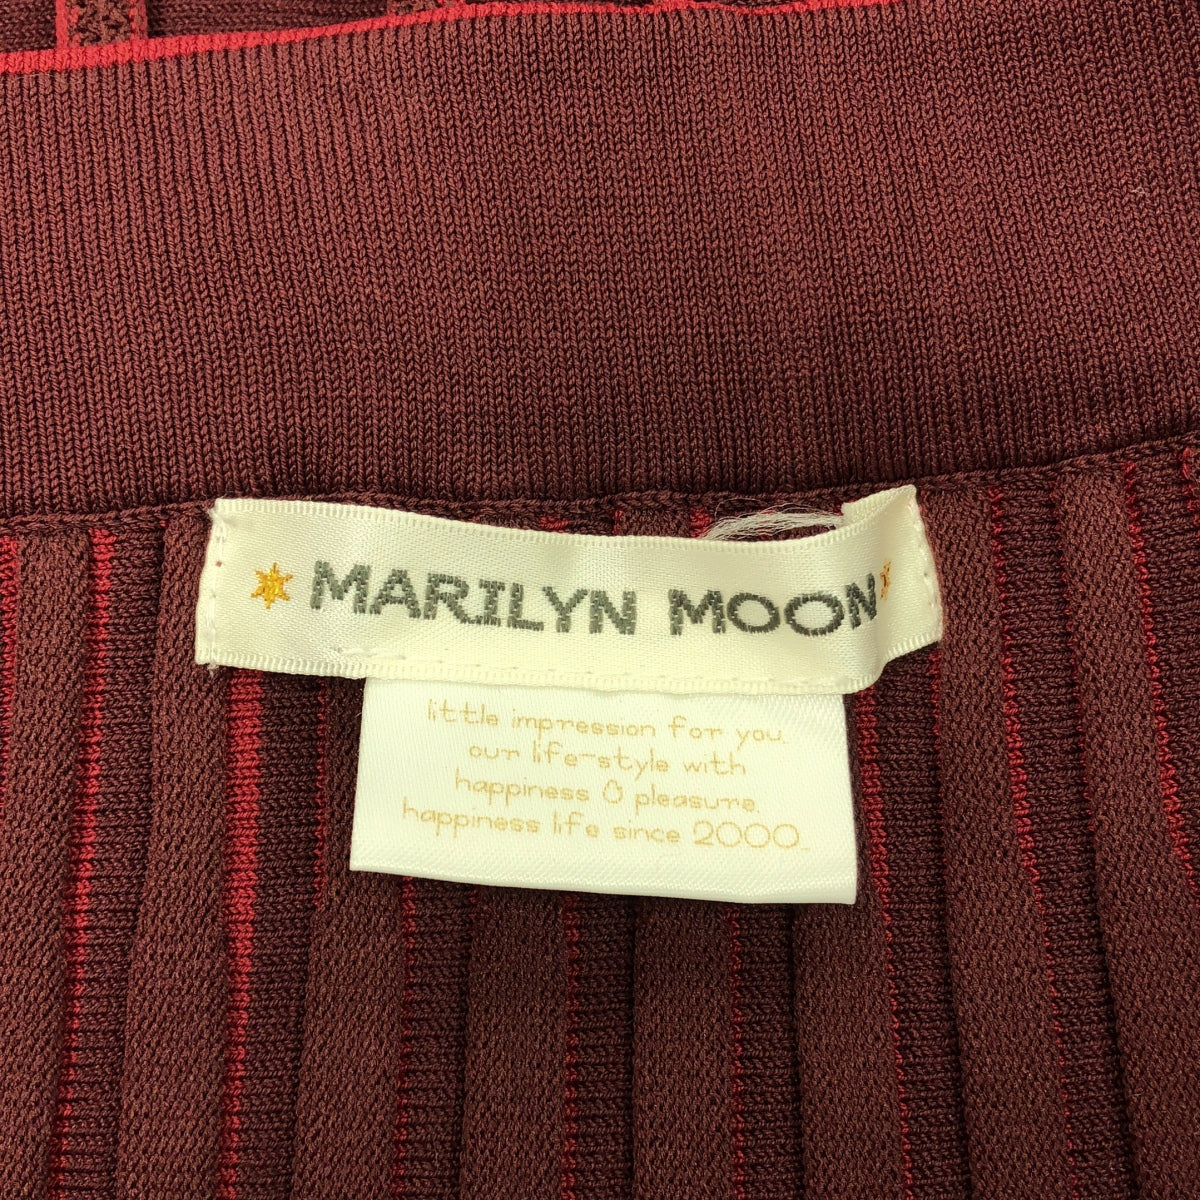 MARILYN MOON
little impression for you.
our life-style with
happiness & pleasure.
happiness life since 2000.